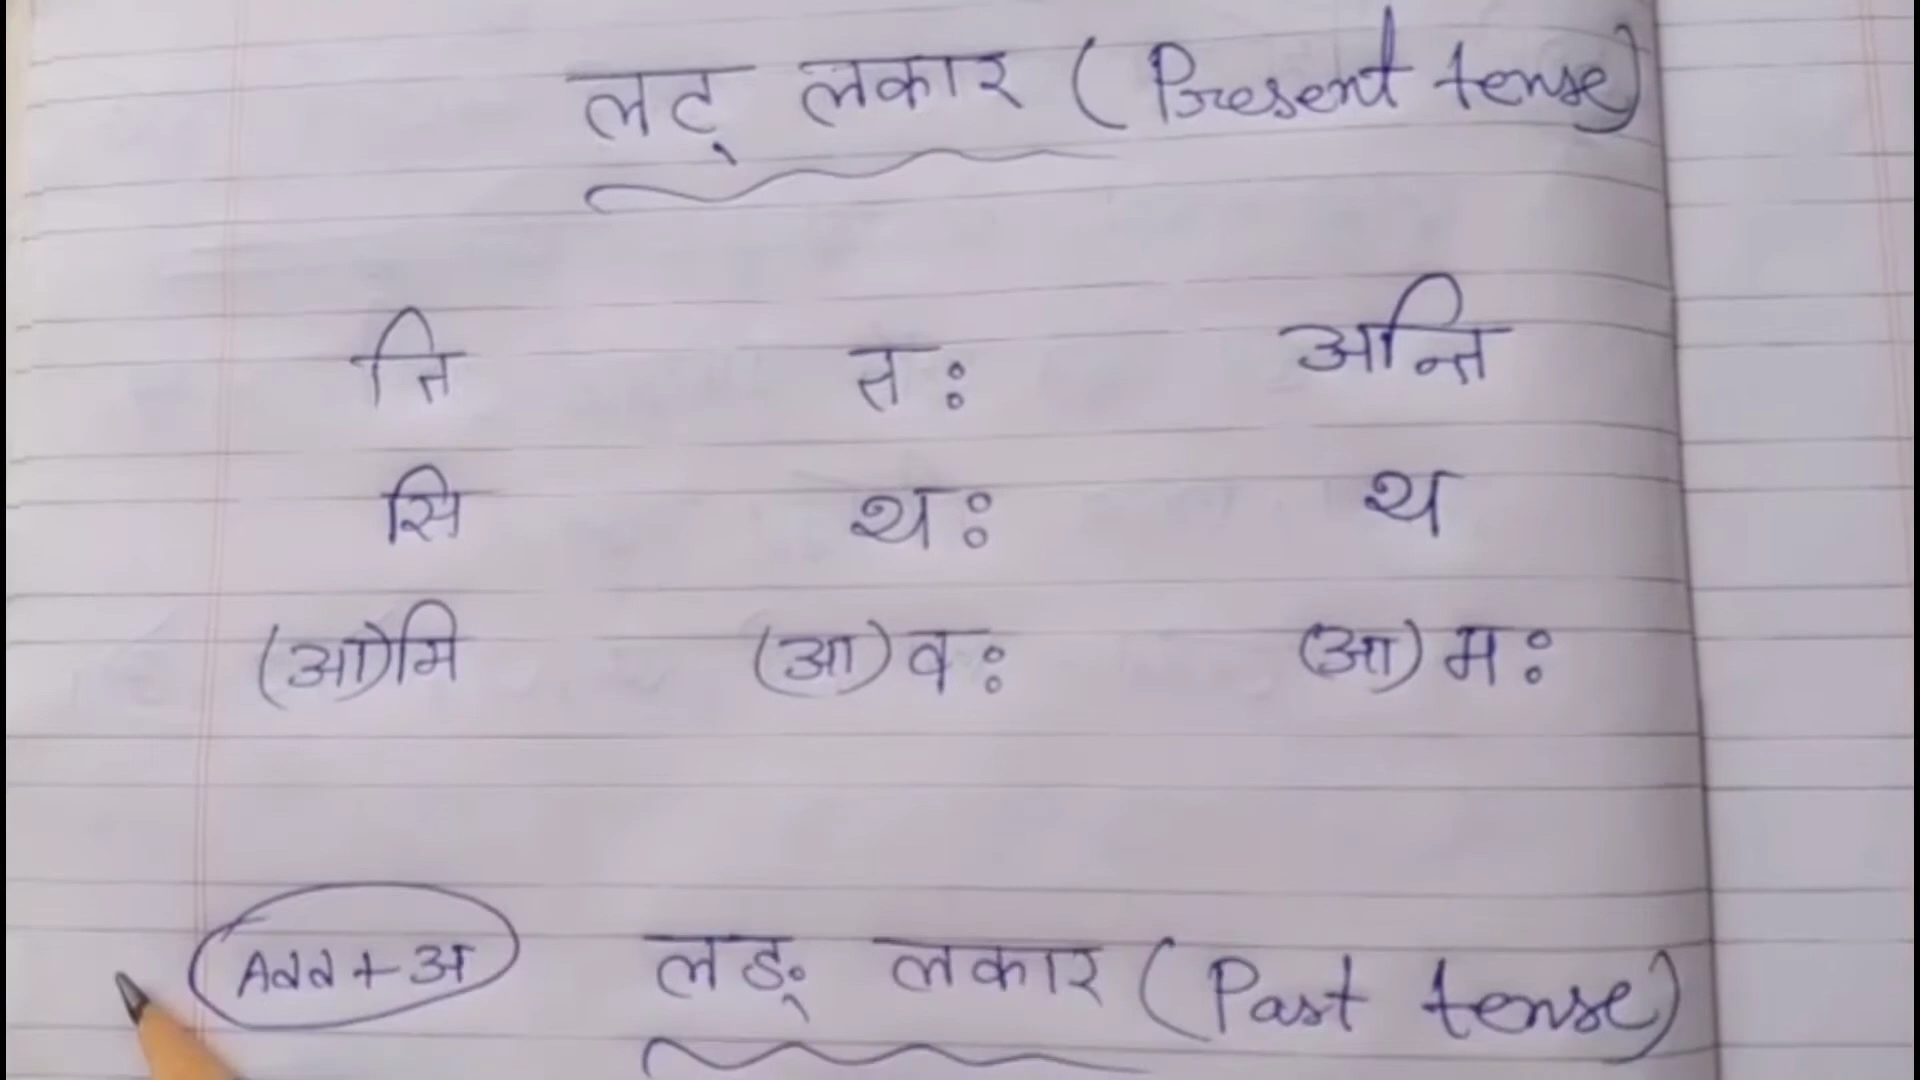 लट् लकार (Present tense)
ति तः अन्ति
सि थः थ
(आ)मि (आ)वः (आ)मः
Add + अ लङ् लकार (Past tense)